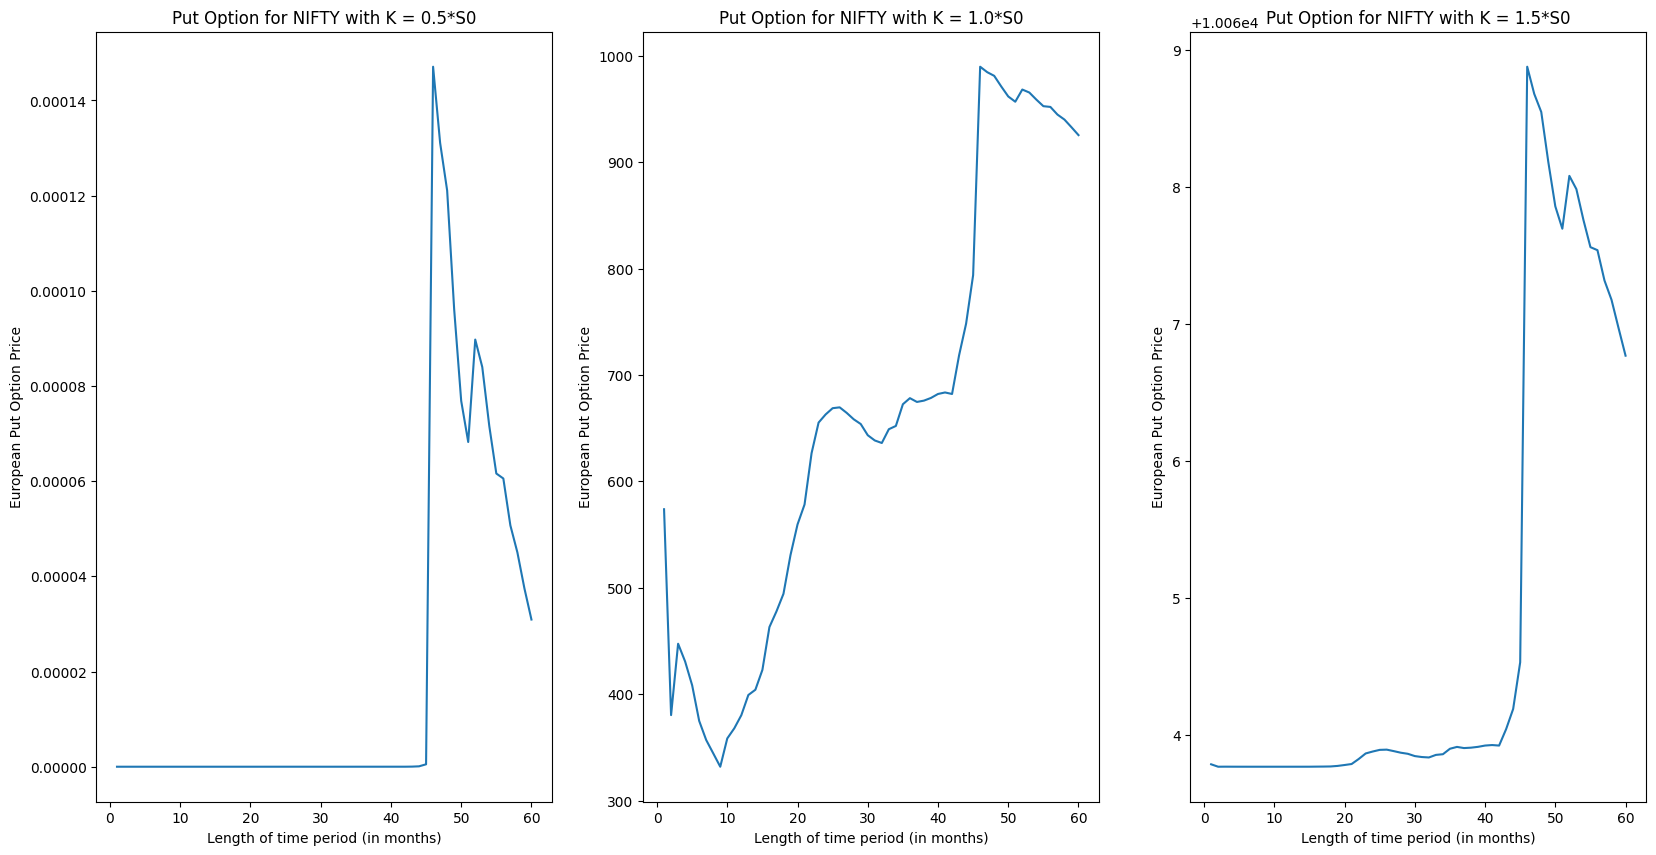 Put Option for NIFTY with K = 0.5*S0
0.00014
0.00012
0.00010
0.00008
0.00006
0.00004
0.00002
0.00000
European Put Option Price
0 10 20 30 40 50 60
Length of time period (in months)
Put Option for NIFTY with K = 1.0*S0
1000
900
800
700
600
500
400
300
European Put Option Price
0 10 20 30 40 50 60
Length of time period (in months)
Put Option for NIFTY with K = 1.5*S0
+1.006e4
9
8
7
6
5
4
European Put Option Price
0 10 20 30 40 50 60
Length of time period (in months)